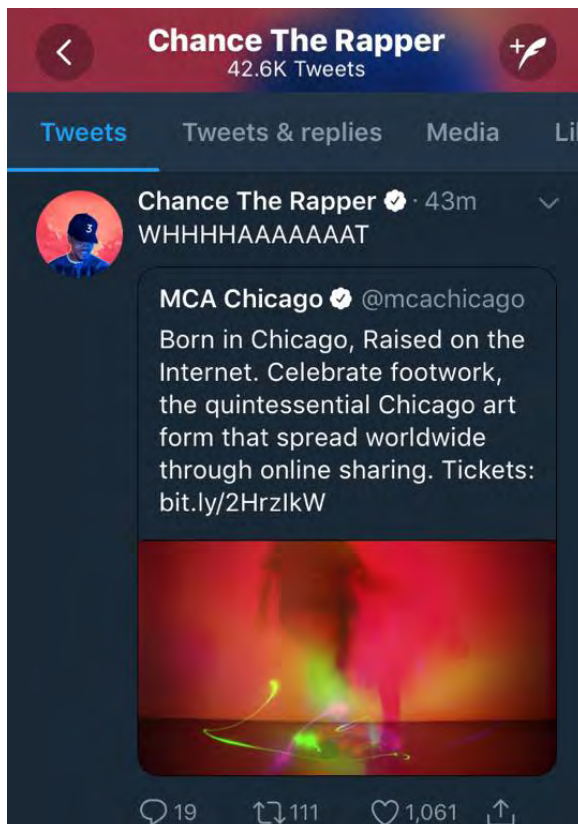 Chance The Rapper
42.6K Tweets
Tweets Tweets & replies Media Li
Chance The Rapper · 43m
WHHHHAAAAAAAT
3
MCA Chicago @mcachicago
Born in Chicago, Raised on the
Internet. Celebrate footwork,
the quintessential Chicago art
form that spread worldwide
through online sharing. Tickets:
bit.ly/2HrzIkW
19 111 1,061